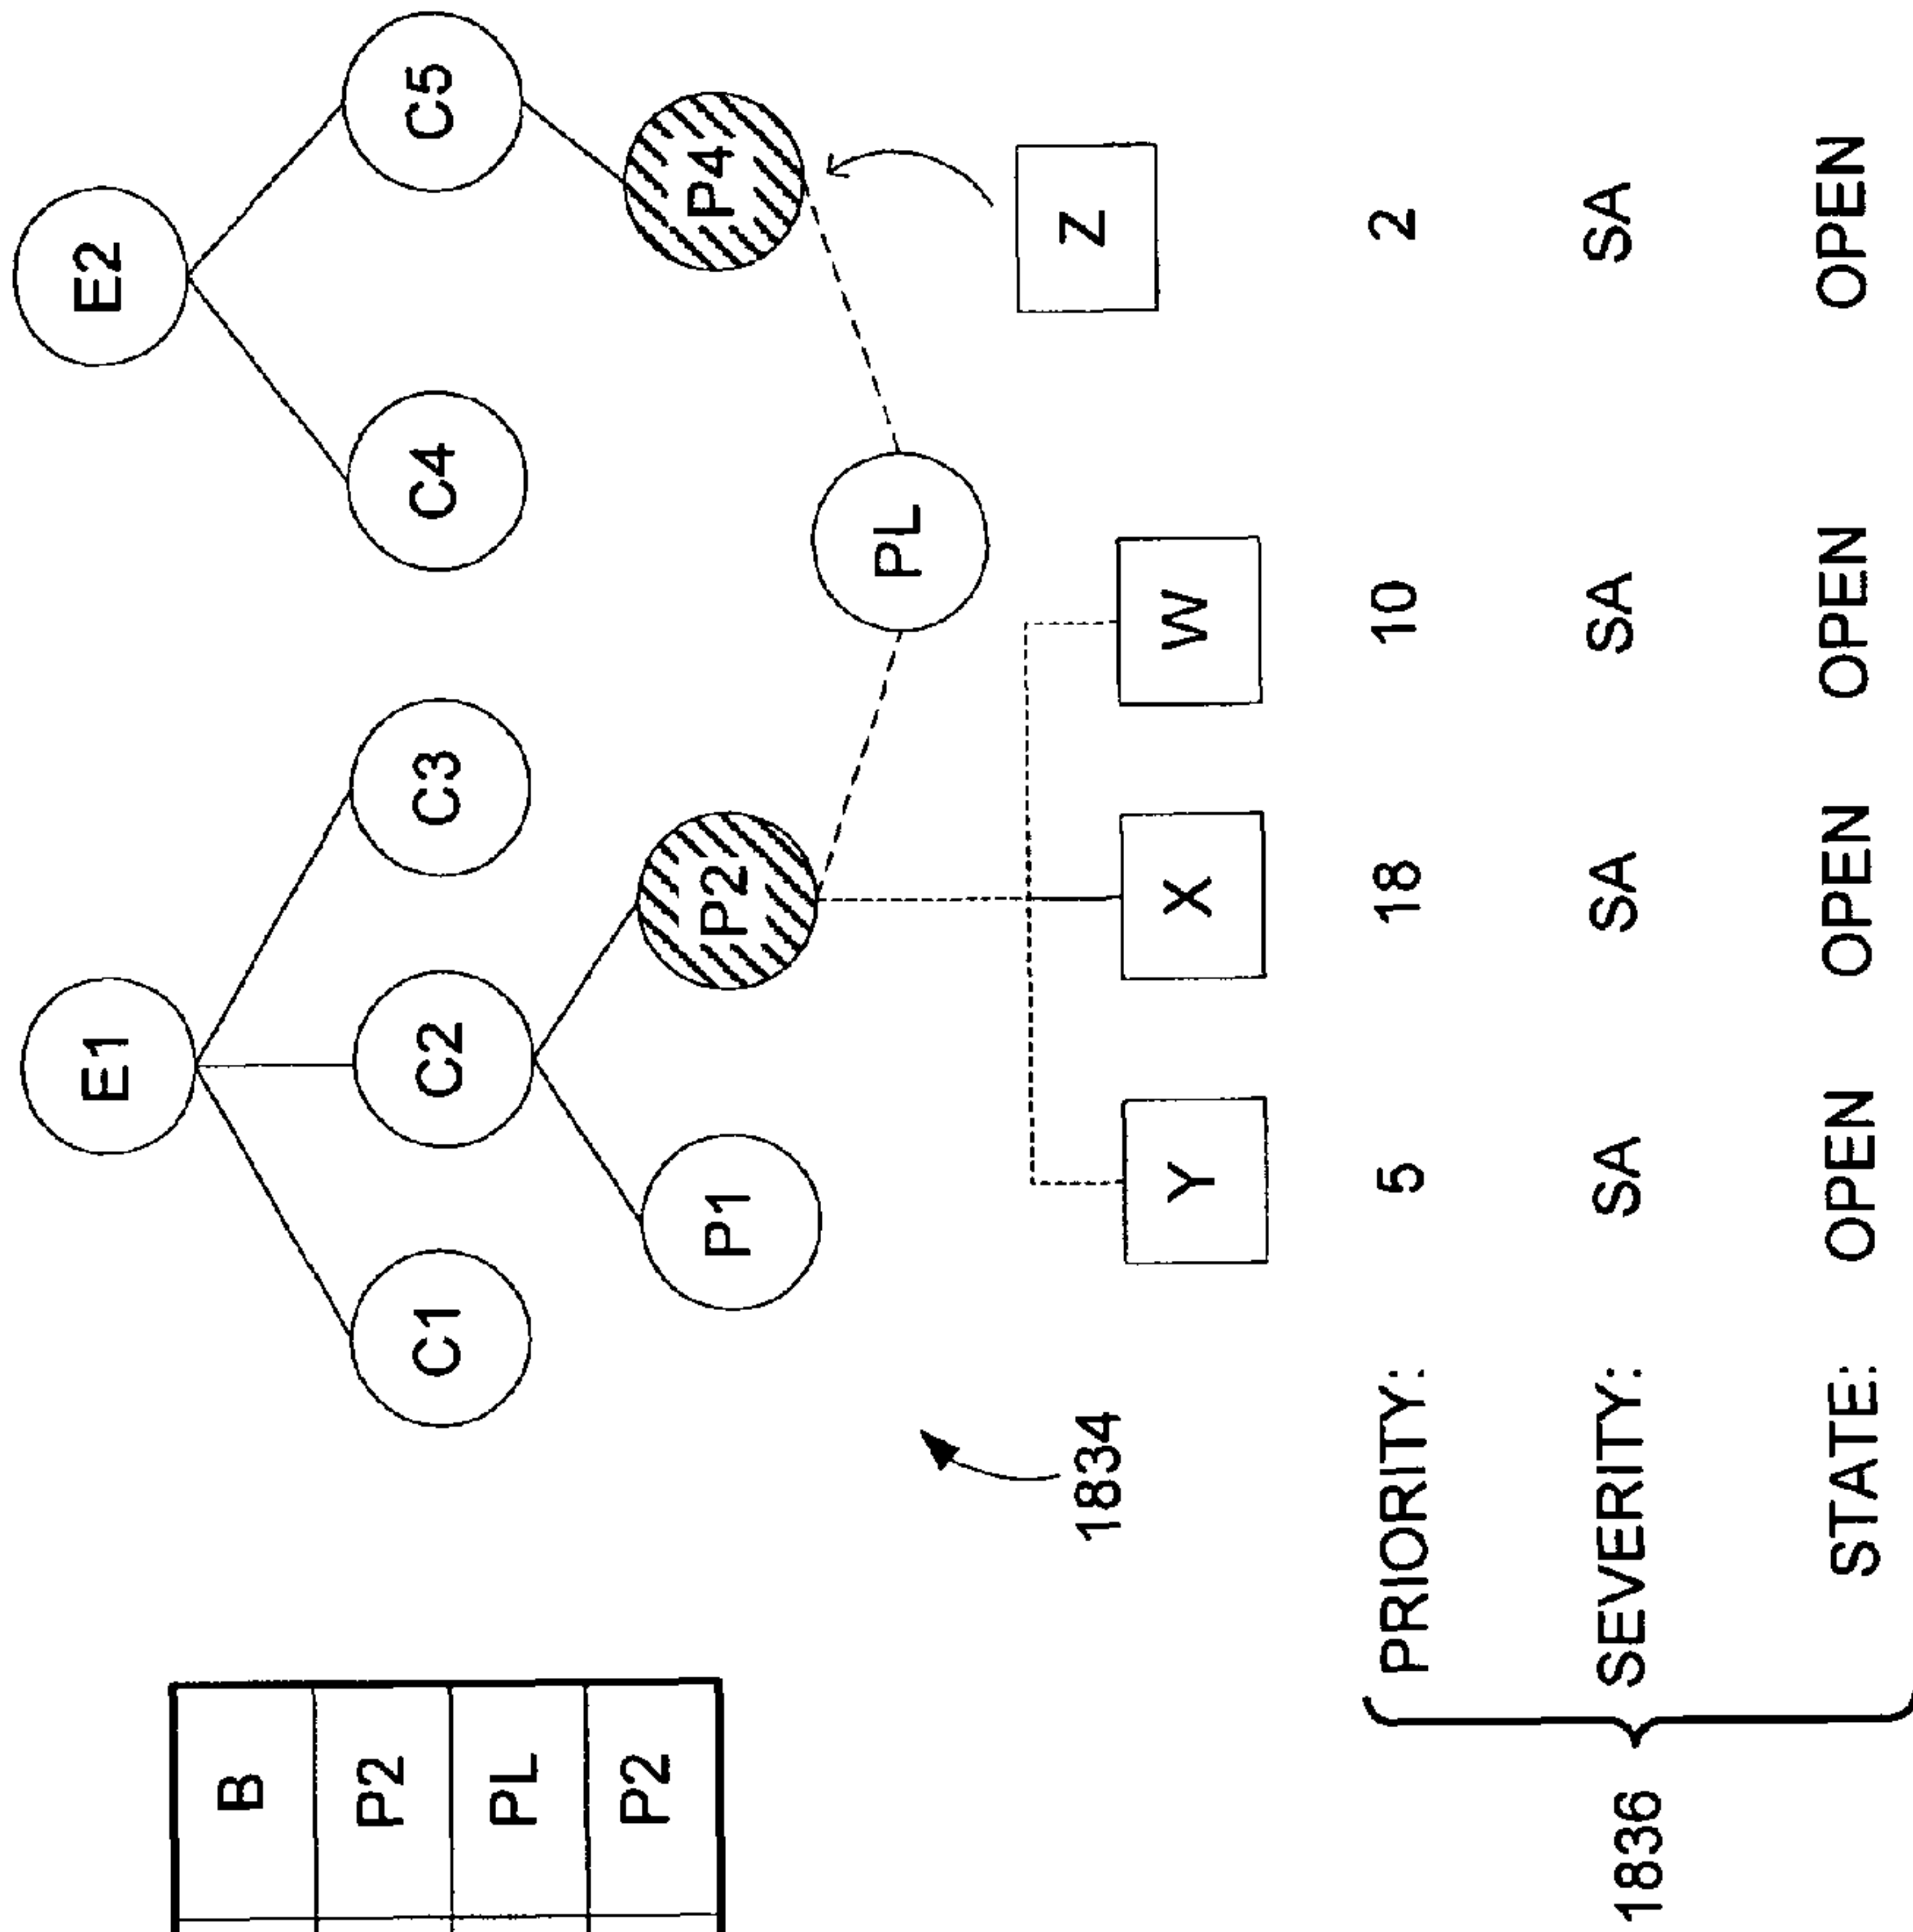 E1
E2
C1
C2
C3
C4
C5
P1
P2
P4
PL
B
P2
PL
P2
1834
Y
X
W
Z
PRIORITY: 5 18 10 2
SEVERITY: SA SA SA SA
STATE: OPEN OPEN OPEN OPEN
1836